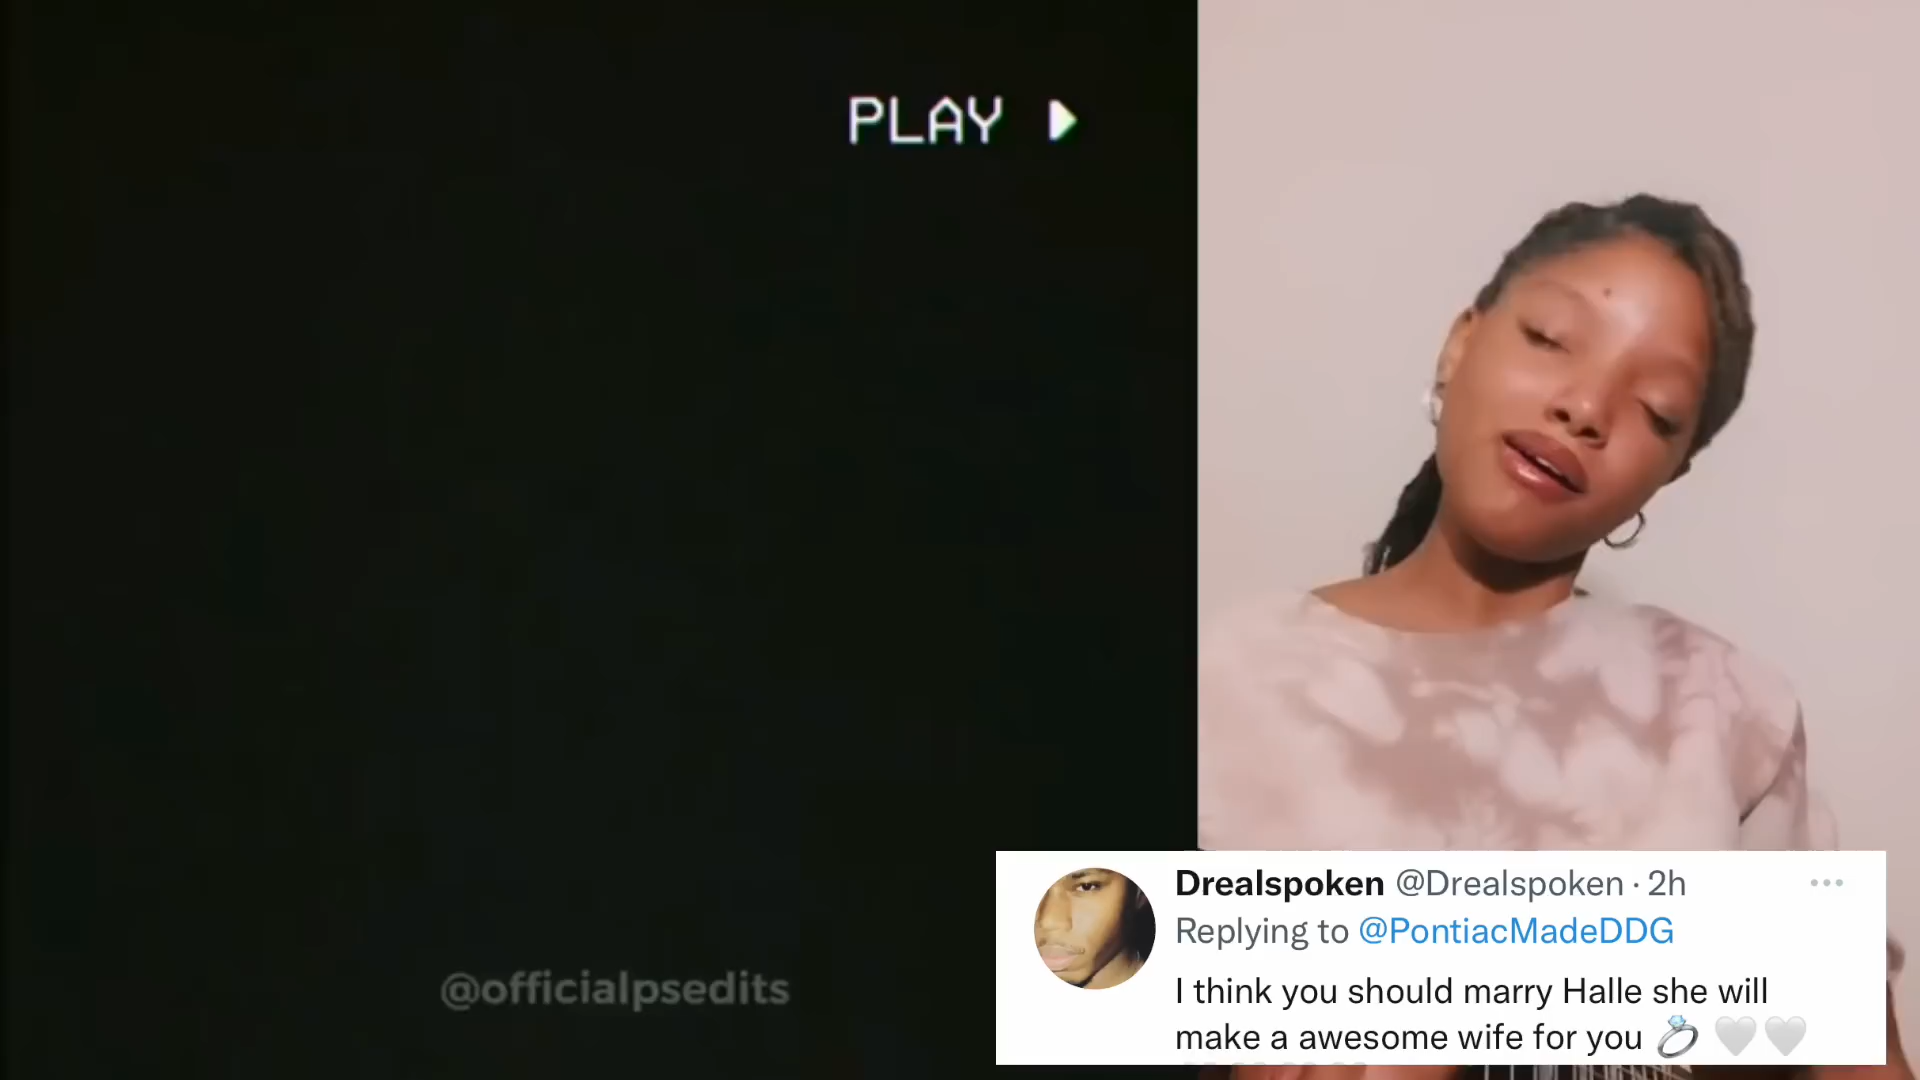 PLAY
@officialpsedits
Drealspoken @Drealspoken · 2h
Replying to @PontiacMadeDDG
I think you should marry Halle she will
make a awesome wife for you 💍 🤍🤍